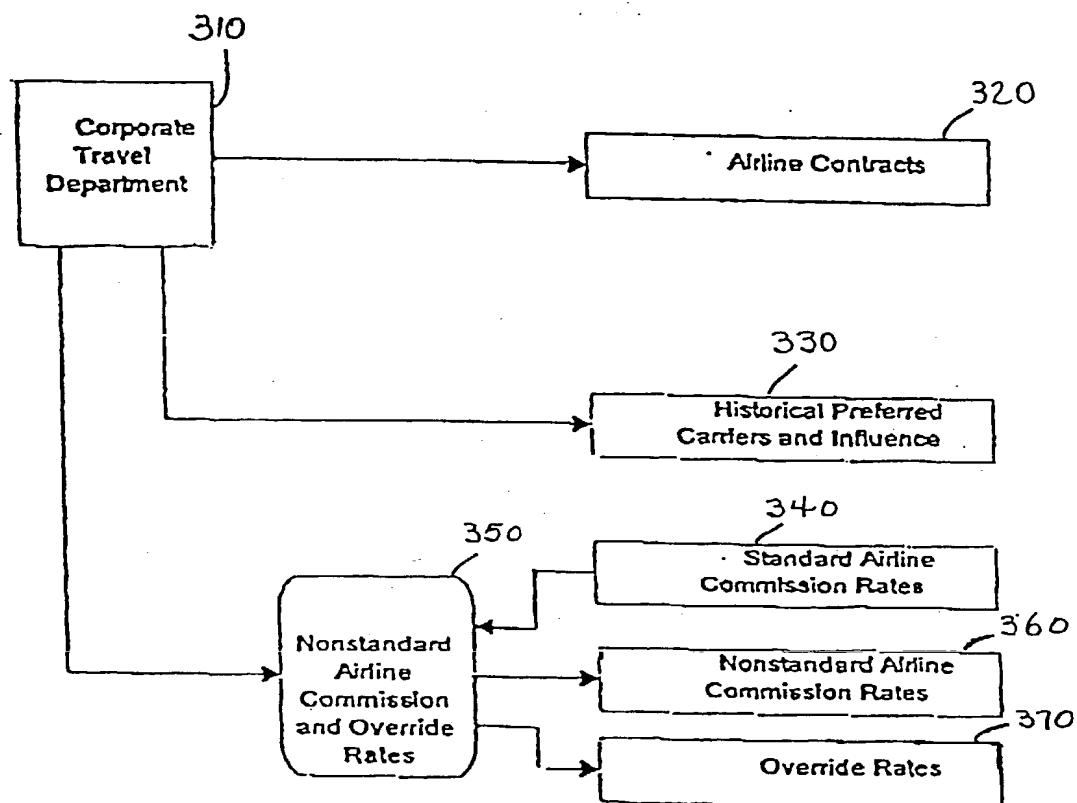 310
Corporate
Travel
Department
320
Airline Contracts
330
Historical Preferred
Carriers and Influence
340
Standard Airline
Commission Rates
350
Nonstandard
Airline
Commission
and Override
Rates
360
Nonstandard Airline
Commission Rates
370
Override Rates